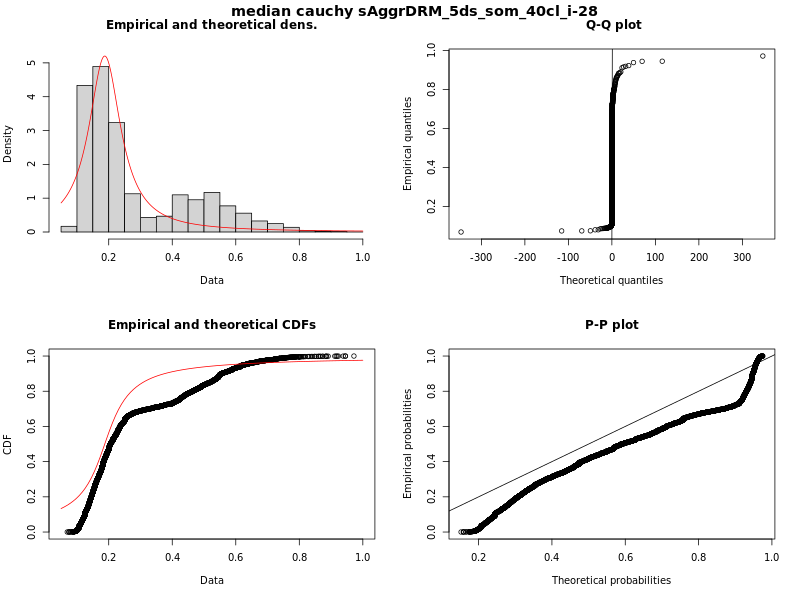 median cauchy sAggrDRM_5ds_som_40cl_i-28
Empirical and theoretical dens.
Density
0 1 2 3 4 5
0.2 0.4 0.6 0.8 1.0
Data
Q-Q plot
Empirical quantiles
0.2 0.4 0.6 0.8 1.0
-300 -200 -100 0 100 200 300
Theoretical quantiles
Empirical and theoretical CDFs
CDF
0.0 0.2 0.4 0.6 0.8 1.0
0.2 0.4 0.6 0.8 1.0
Data
P-P plot
Empirical probabilities
0.0 0.2 0.4 0.6 0.8 1.0
0.2 0.4 0.6 0.8 1.0
Theoretical probabilities